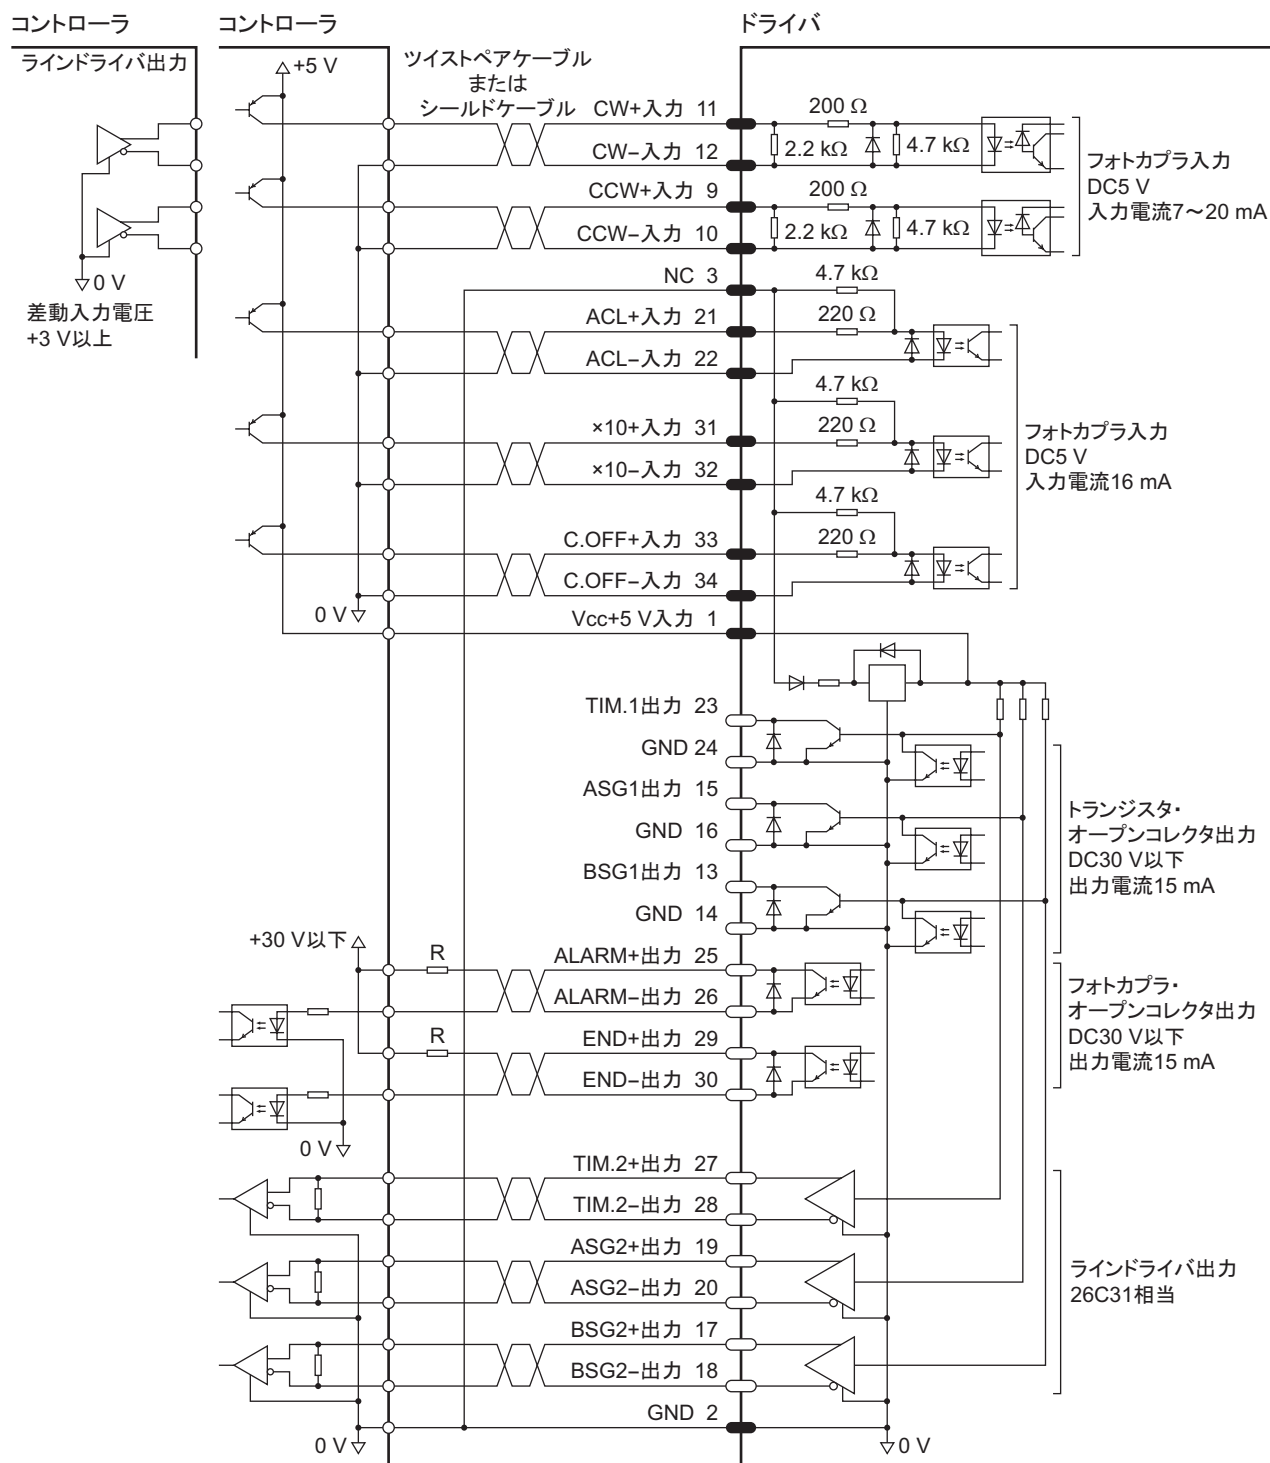 コントローラ
コントローラ
ドライバ
ラインドライバ出力
+5 V
ツイストペアケーブル
または
シールドケーブル
0 V
差動入力電圧
+3 V以上
CW+入力 11
CW−入力 12
CCW+入力 9
CCW−入力 10
NC 3
ACL+入力 21
ACL−入力 22
×10+入力 31
×10−入力 32
C.OFF+入力 33
C.OFF−入力 34
0 V
Vcc+5 V入力 1
200 Ω
2.2 kΩ
4.7 kΩ
200 Ω
2.2 kΩ
4.7 kΩ
フォトカプラ入力
DC5 V
入力電流7～20 mA
4.7 kΩ
220 Ω
4.7 kΩ
220 Ω
4.7 kΩ
220 Ω
フォトカプラ入力
DC5 V
入力電流16 mA
TIM.1出力 23
GND 24
ASG1出力 15
GND 16
BSG1出力 13
GND 14
トランジスタ・
オープンコレクタ出力
DC30 V以下
出力電流15 mA
+30 V以下
R
ALARM+出力 25
ALARM−出力 26
R
END+出力 29
END−出力 30
0 V
フォトカプラ・
オープンコレクタ出力
DC30 V以下
出力電流15 mA
TIM.2+出力 27
TIM.2−出力 28
ASG2+出力 19
ASG2−出力 20
BSG2+出力 17
BSG2−出力 18
GND 2
ラインドライバ出力
26C31相当
0 V
0 V